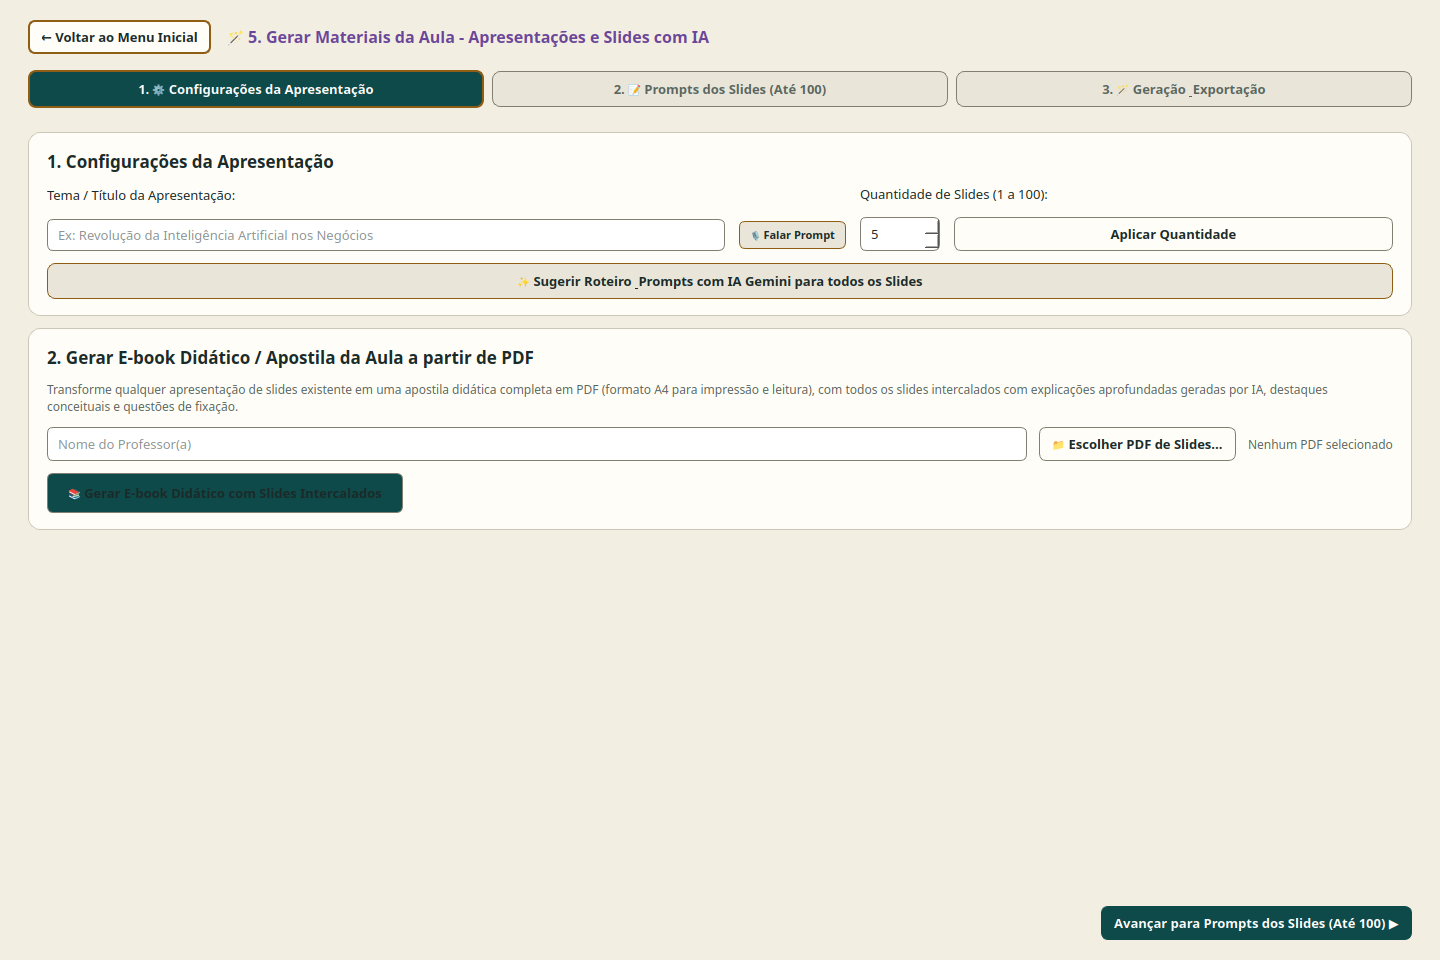 ← Voltar ao Menu Inicial
🪄 5. Gerar Materiais da Aula - Apresentações e Slides com IA
1. ⚙️ Configurações da Apresentação
2. 📝 Prompts dos Slides (Até 100)
3. 🪄 Geração _Exportação
1. Configurações da Apresentação
Tema / Título da Apresentação:
Quantidade de Slides (1 a 100):
Ex: Revolução da Inteligência Artificial nos Negócios
🎙️ Falar Prompt
5
Aplicar Quantidade
✨ Sugerir Roteiro _Prompts com IA Gemini para todos os Slides
2. Gerar E-book Didático / Apostila da Aula a partir de PDF
Transforme qualquer apresentação de slides existente em uma apostila didática completa em PDF (formato A4 para impressão e leitura), com todos os slides intercalados com explicações aprofundadas geradas por IA, destaques
conceituais e questões de fixação.
Nome do Professor(a)
📁 Escolher PDF de Slides...
Nenhum PDF selecionado
📚 Gerar E-book Didático com Slides Intercalados
Avançar para Prompts dos Slides (Até 100) ▶